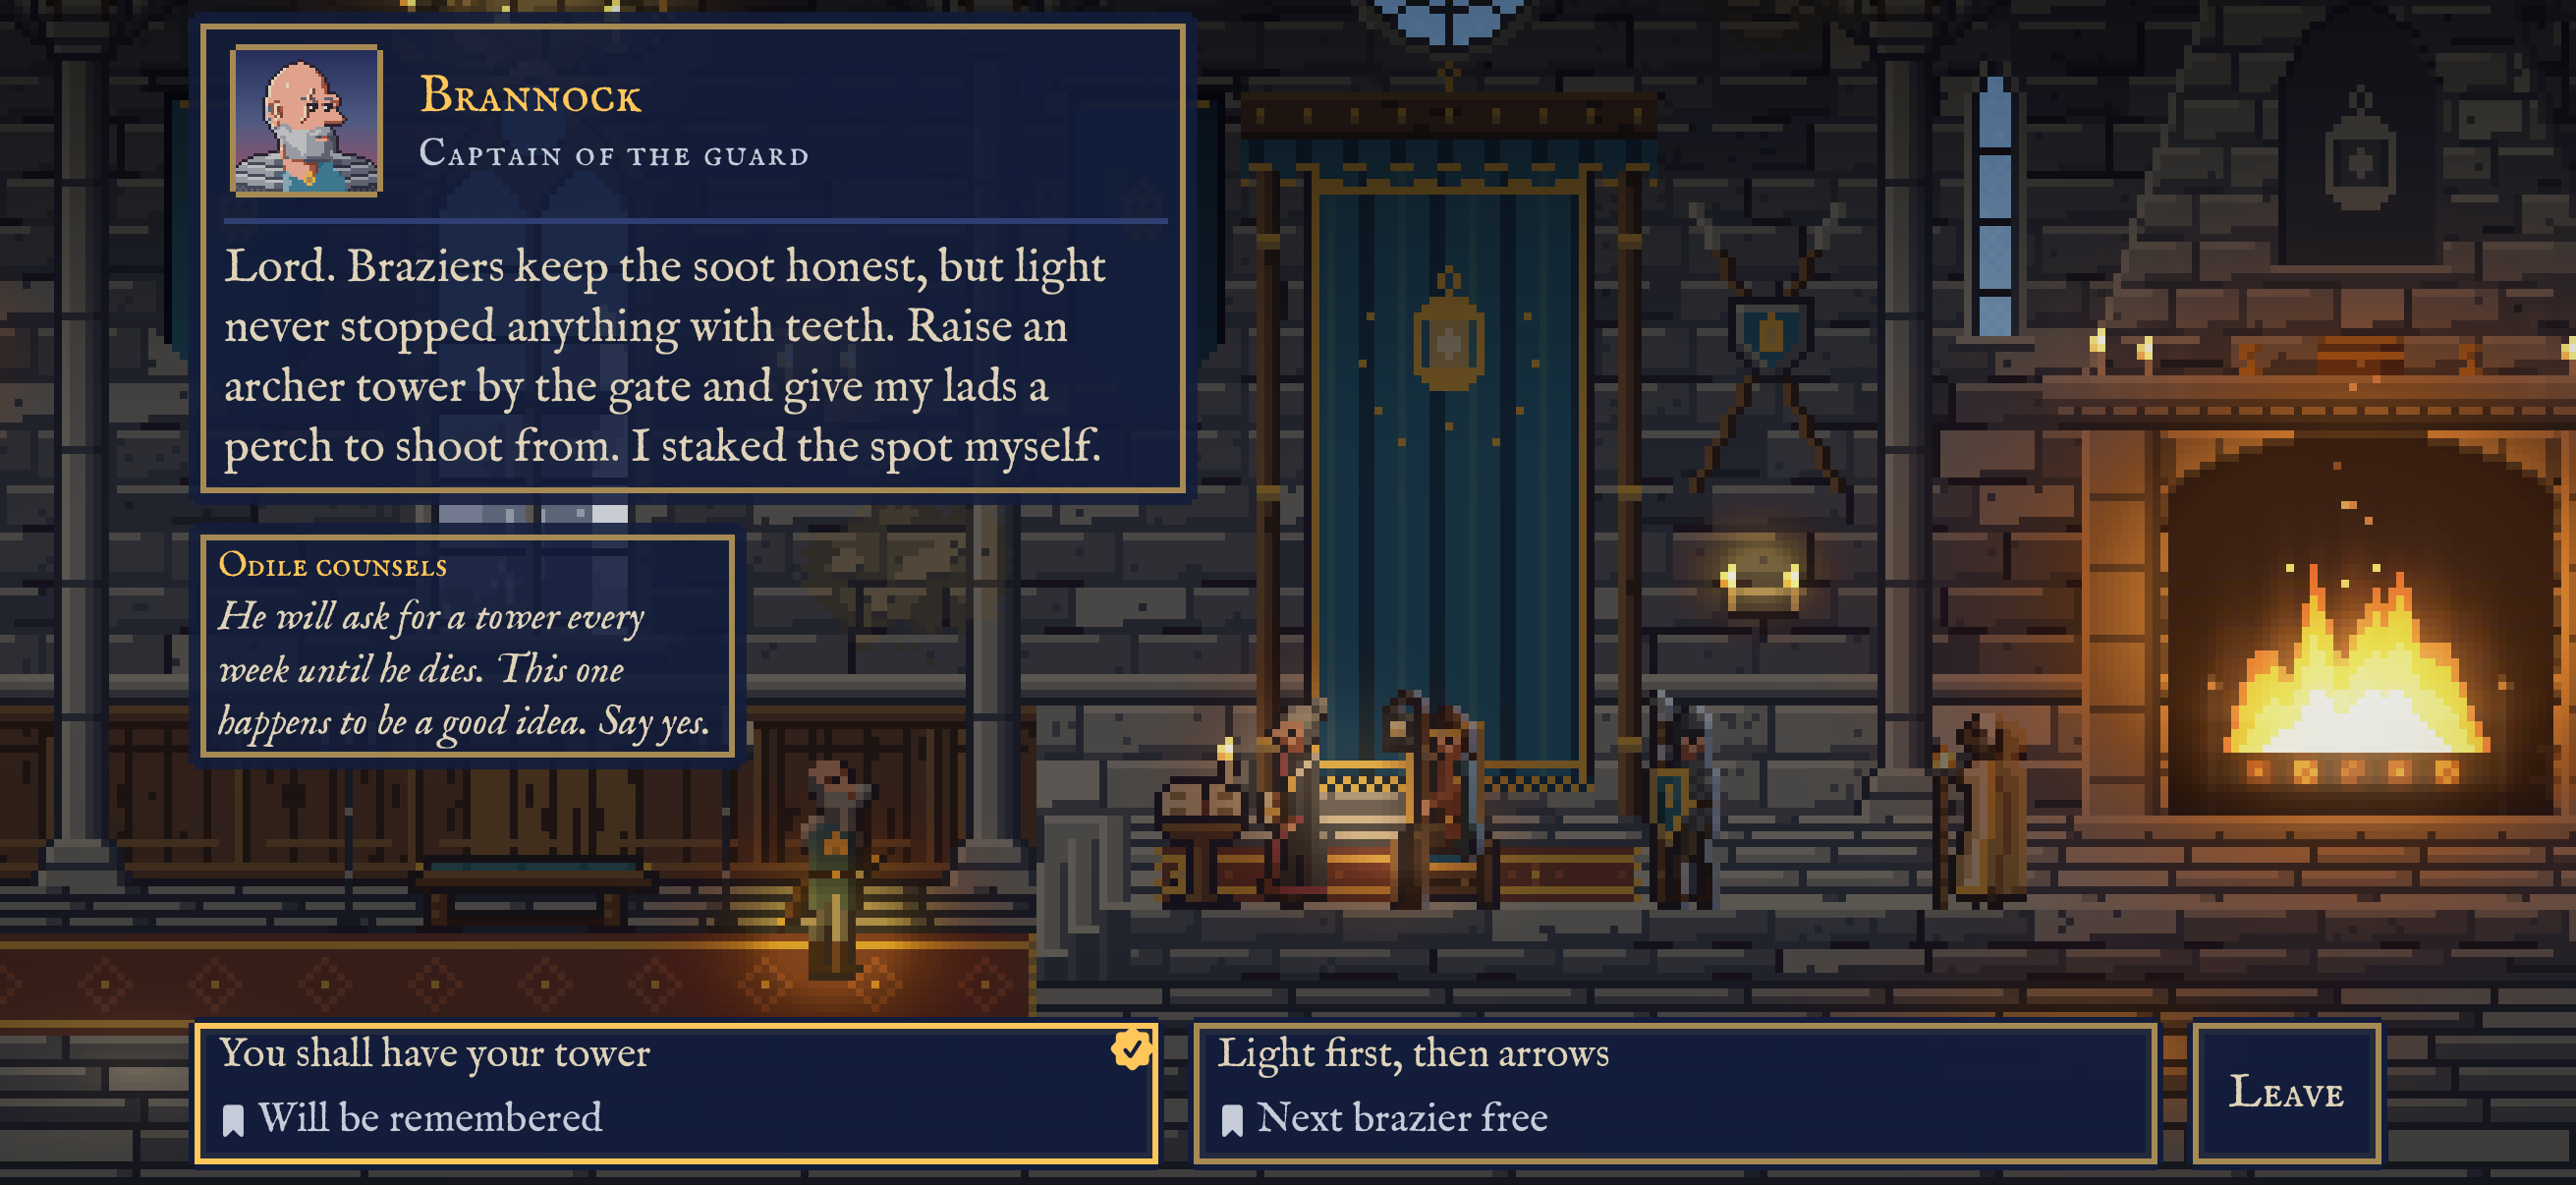 Brannock
Captain of the guard
Lord. Braziers keep the soot honest, but light
never stopped anything with teeth. Raise an
archer tower by the gate and give my lads a
perch to shoot from. I staked the spot myself.
Odile counsels
He will ask for a tower every
week until he dies. This one
happens to be a good idea. Say yes.
You shall have your tower
Will be remembered
Light first, then arrows
Next brazier free
Leave